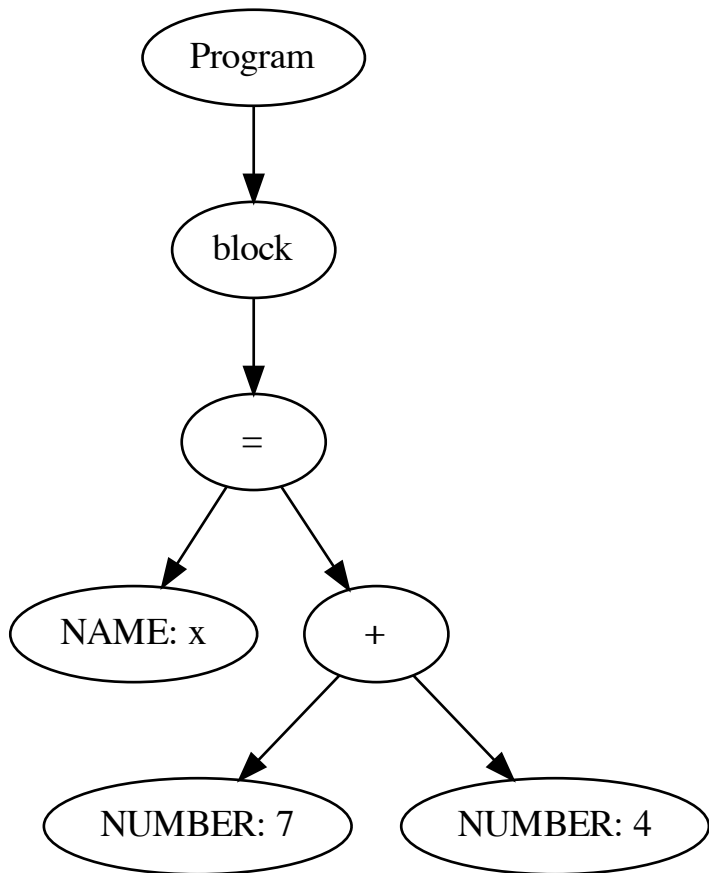 Program
block
=
NAME: x
+
NUMBER: 7
NUMBER: 4